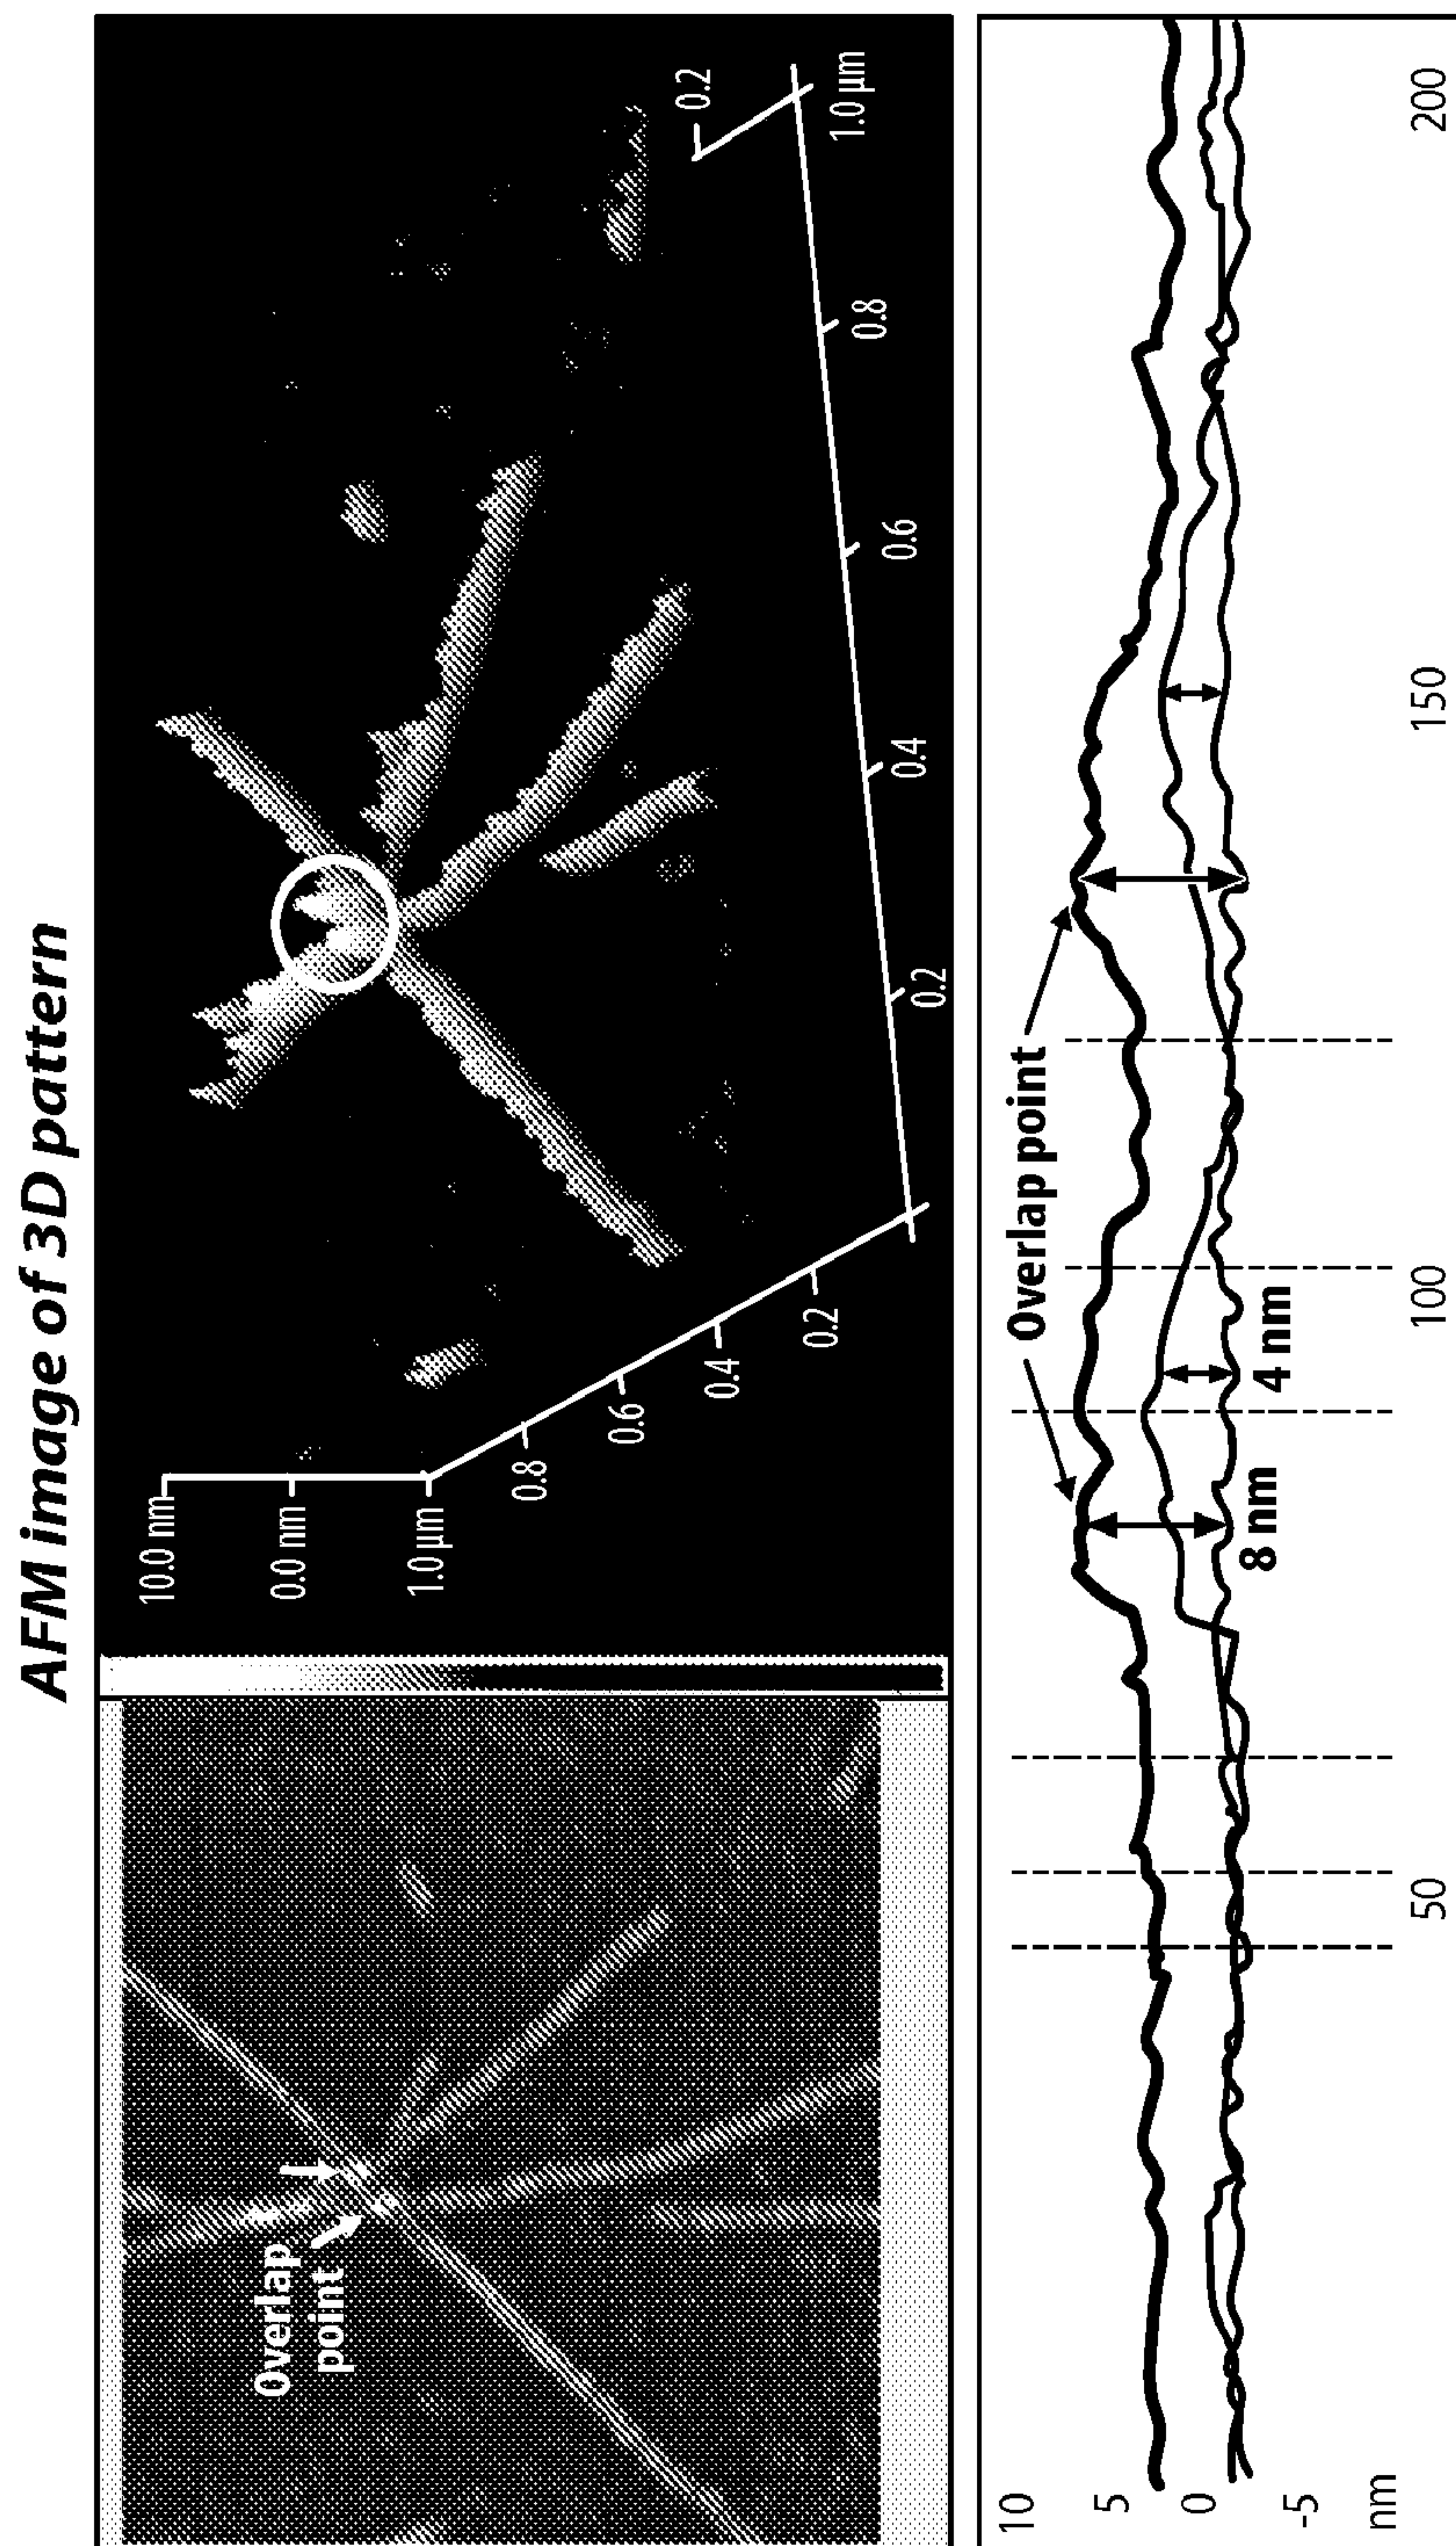 AFM image of 3D pattern
Overlap
point
10.0 nm
0.0 nm
1.0 µm
0.8
0.6
0.4
0.2
0.2
0.4
0.6
0.8
1.0 µm
0.2
Overlap point
10
5
0
-5
nm
8 nm
4 nm
50
100
150
200